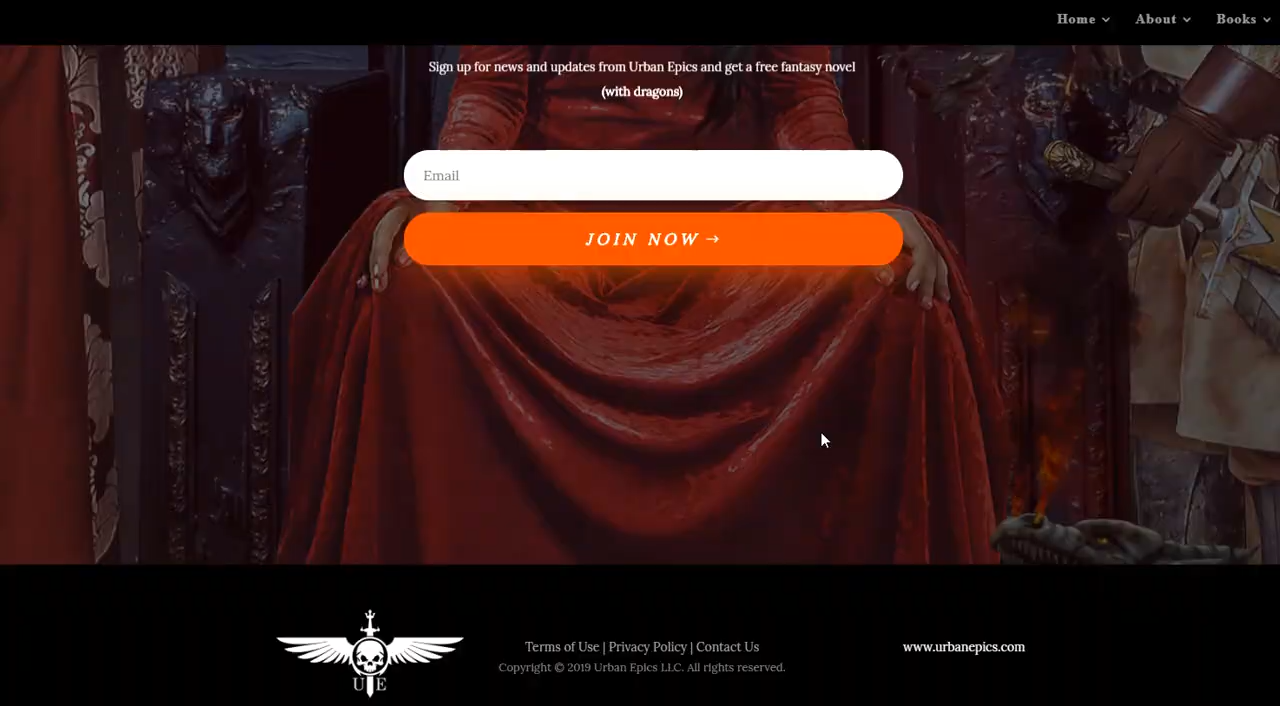 Home
About
Books
Sign up for news and updates from Urban Epics and get a free fantasy novel
(with dragons)
Email
JOIN NOW →
U E
Terms of Use | Privacy Policy | Contact Us
www.urbanepics.com
Copyright © 2019 Urban Epics LLC. All rights reserved.